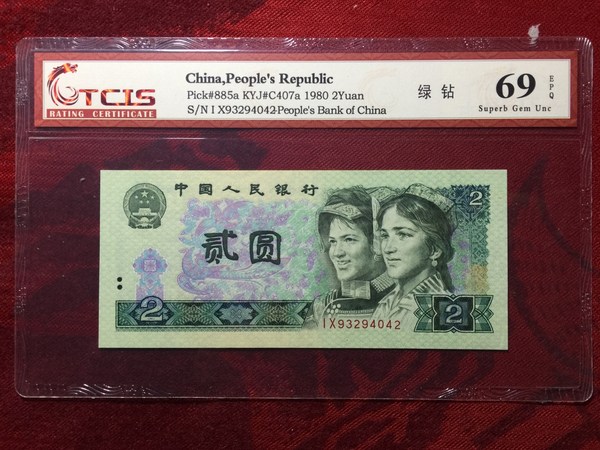 TCIS
RATING CERTIFICATE
China,People's Republic
Pick#885a KYJ#C407a 1980 2Yuan
S/N I X93294042-People's Bank of China
绿钻
69 EPQ
Superb Gem Unc
中国人民银行
2
贰圆
2
2
IX93294042